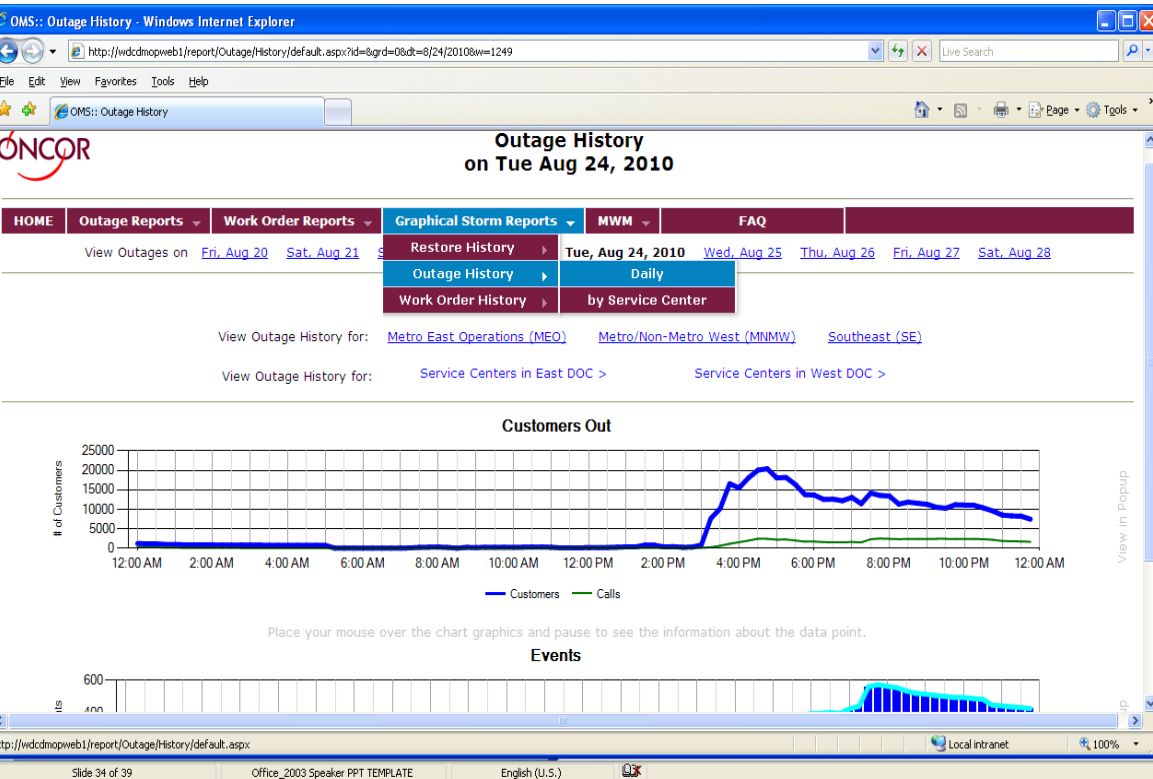 OMS:: Outage History - Windows Internet Explorer
http://wdcdmopweb1/report/Outage/History/default.aspx?id=&grd=0&dt=8/24/2010&w=1249
Live Search
Edit View Favorites Tools Help
OMS:: Outage History
Page Tools
ONCOR
Outage History
on Tue Aug 24, 2010
HOME Outage Reports Work Order Reports Graphical Storm Reports MWM FAQ
View Outages on Fri, Aug 20 Sat, Aug 21 Tue, Aug 24, 2010 Wed, Aug 25 Thu, Aug 26 Fri, Aug 27 Sat, Aug 28
Restore History
Outage History Daily
Work Order History by Service Center
View Outage History for: Metro East Operations (MEO) Metro/Non-Metro West (MNMW) Southeast (SE)
View Outage History for: Service Centers in East DOC > Service Centers in West DOC >
Customers Out
# of Customers
25000
20000
15000
10000
5000
0
12:00 AM 2:00 AM 4:00 AM 6:00 AM 8:00 AM 10:00 AM 12:00 PM 2:00 PM 4:00 PM 6:00 PM 8:00 PM 10:00 PM 12:00 AM
Customers Calls
View in Popup
Place your mouse over the chart graphics and pause to see the information about the data point.
Events
600
400
ttp://wdcdmopweb1/report/Outage/History/default.aspx
Local intranet 100%
Slide 34 of 39 Office_2003 Speaker PPT TEMPLATE English (U.S.)